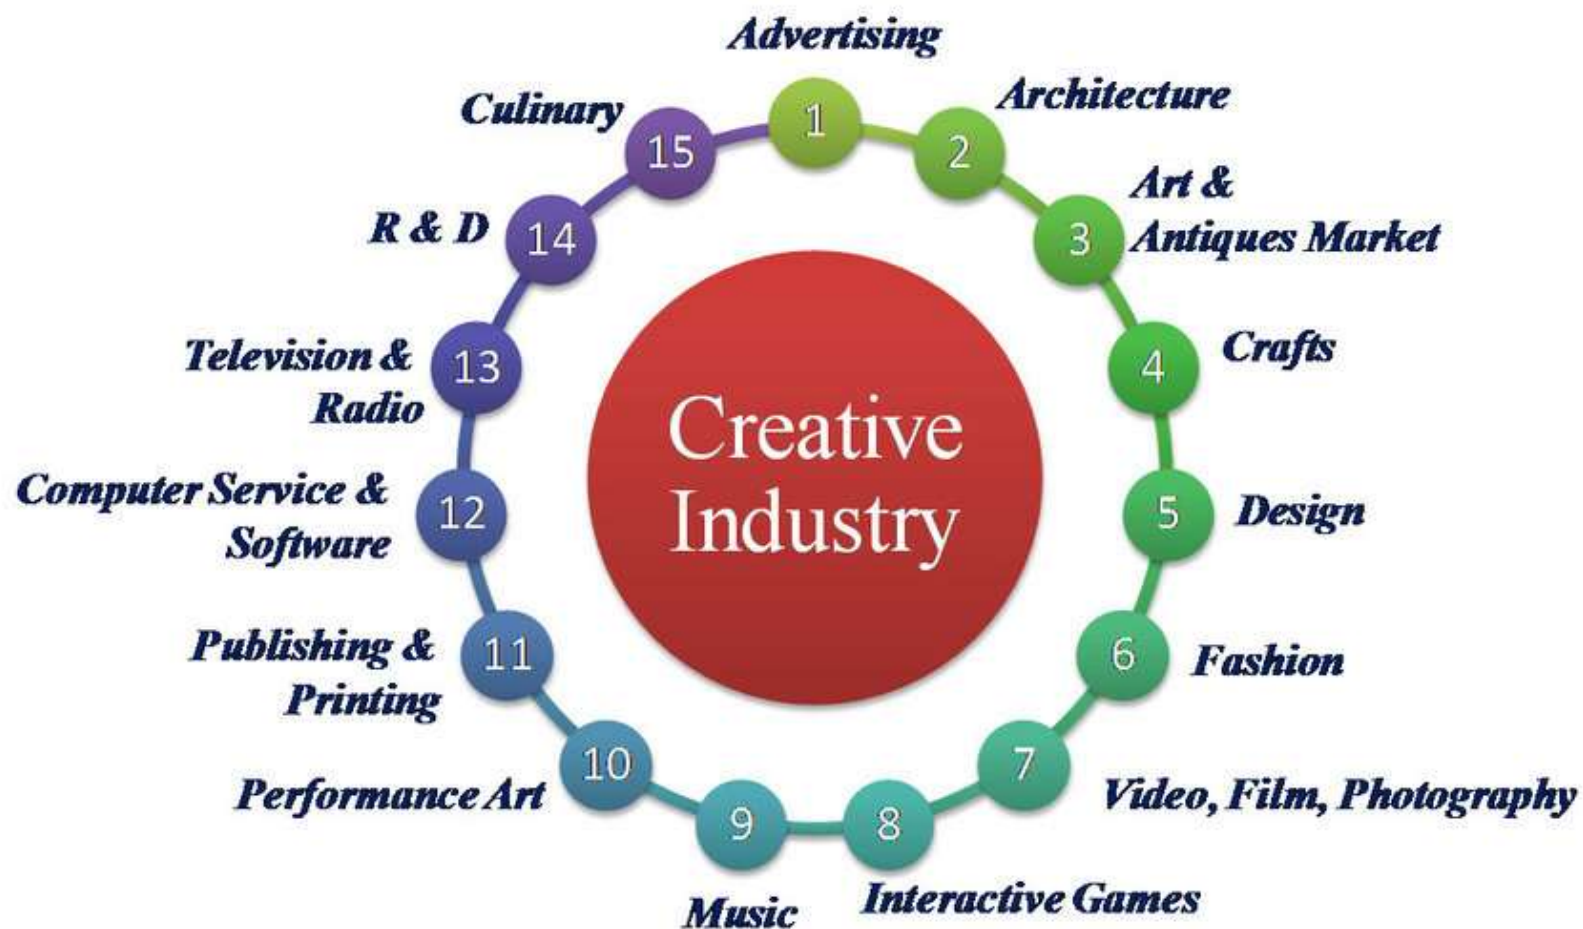 Advertising
1
Architecture
2
Art &
Antiques Market
3
Crafts
4
Design
5
Fashion
6
Video, Film, Photography
7
Interactive Games
8
Music
9
Performance Art
10
Publishing &
Printing
11
Computer Service &
Software
12
Television &
Radio
13
R & D
14
Culinary
15
Creative
Industry